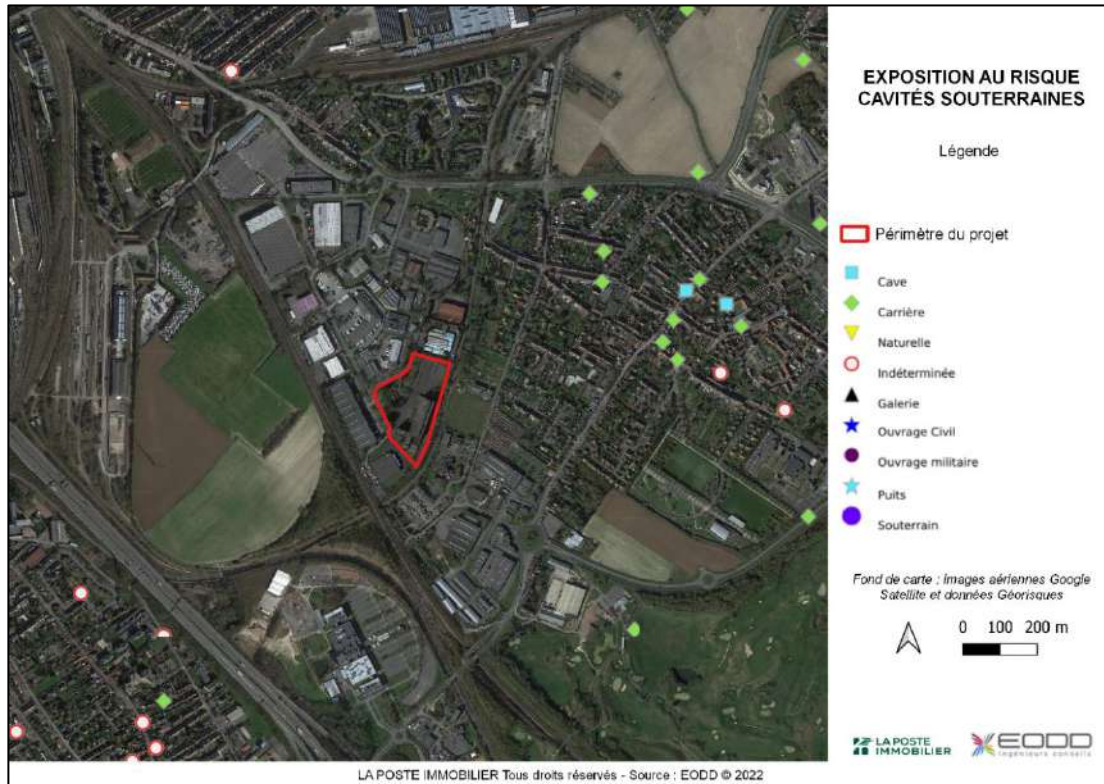 EXPOSITION AU RISQUE
CAVITÉS SOUTERRAINES
Légende
Périmètre du projet
Cave
Carrière
Naturelle
Indéterminée
Galerie
Ouvrage Civil
Ouvrage militaire
Puits
Souterrain
Fond de carte : images aériennes Google
Satellite et données Géorisques
0 100 200 m
LA POSTE
IMMOBILIER
EODD
ingénieurs conseils
LA POSTE IMMOBILIER Tous droits réservés - Source : EODD © 2022